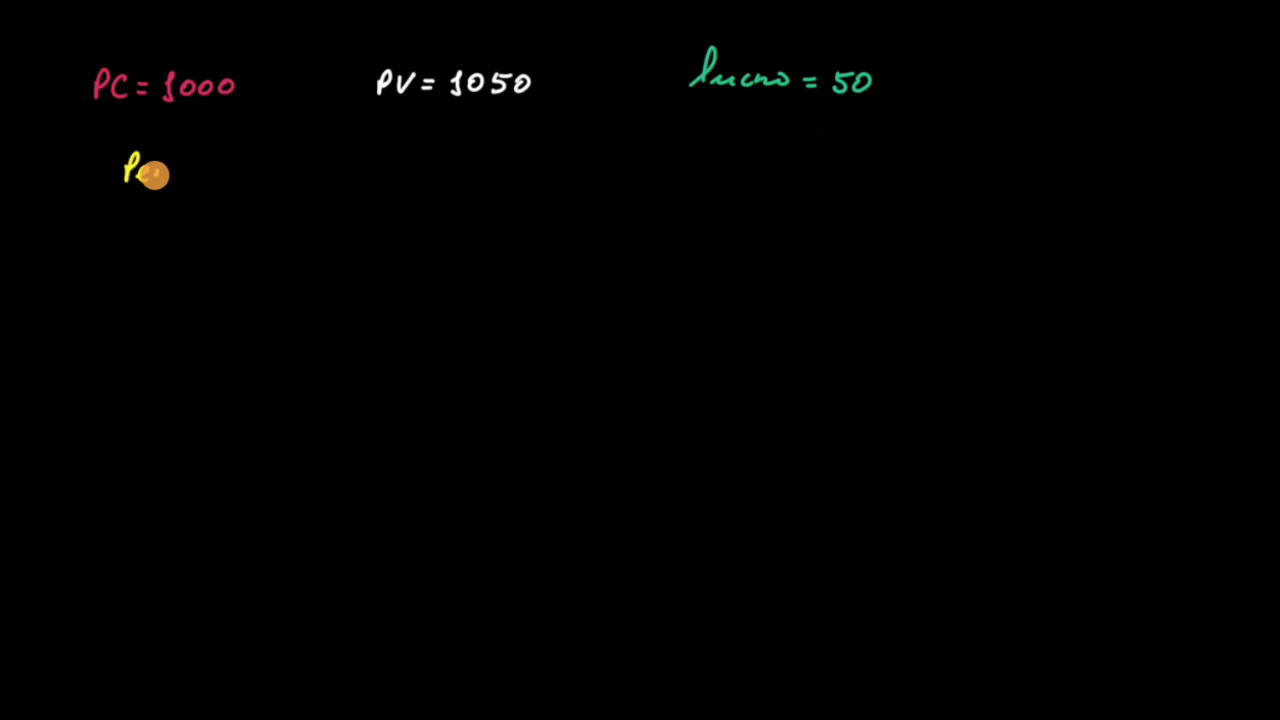 PC = 1000 PV = 1050 lucro = 50